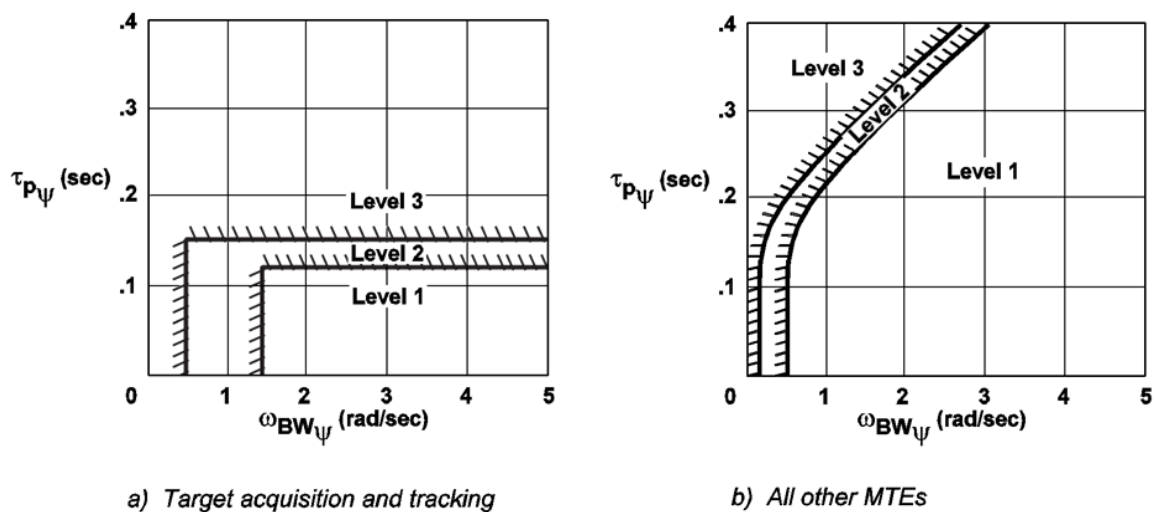 .4
.3
τpψ (sec)
.2
.1
0
1
2
3
4
5
Level 3
Level 2
Level 1
ωBWψ (rad/sec)
a) Target acquisition and tracking
.4
.3
τpψ (sec)
.2
.1
0
1
2
3
4
5
Level 3
Level 2
Level 1
ωBWψ (rad/sec)
b) All other MTEs